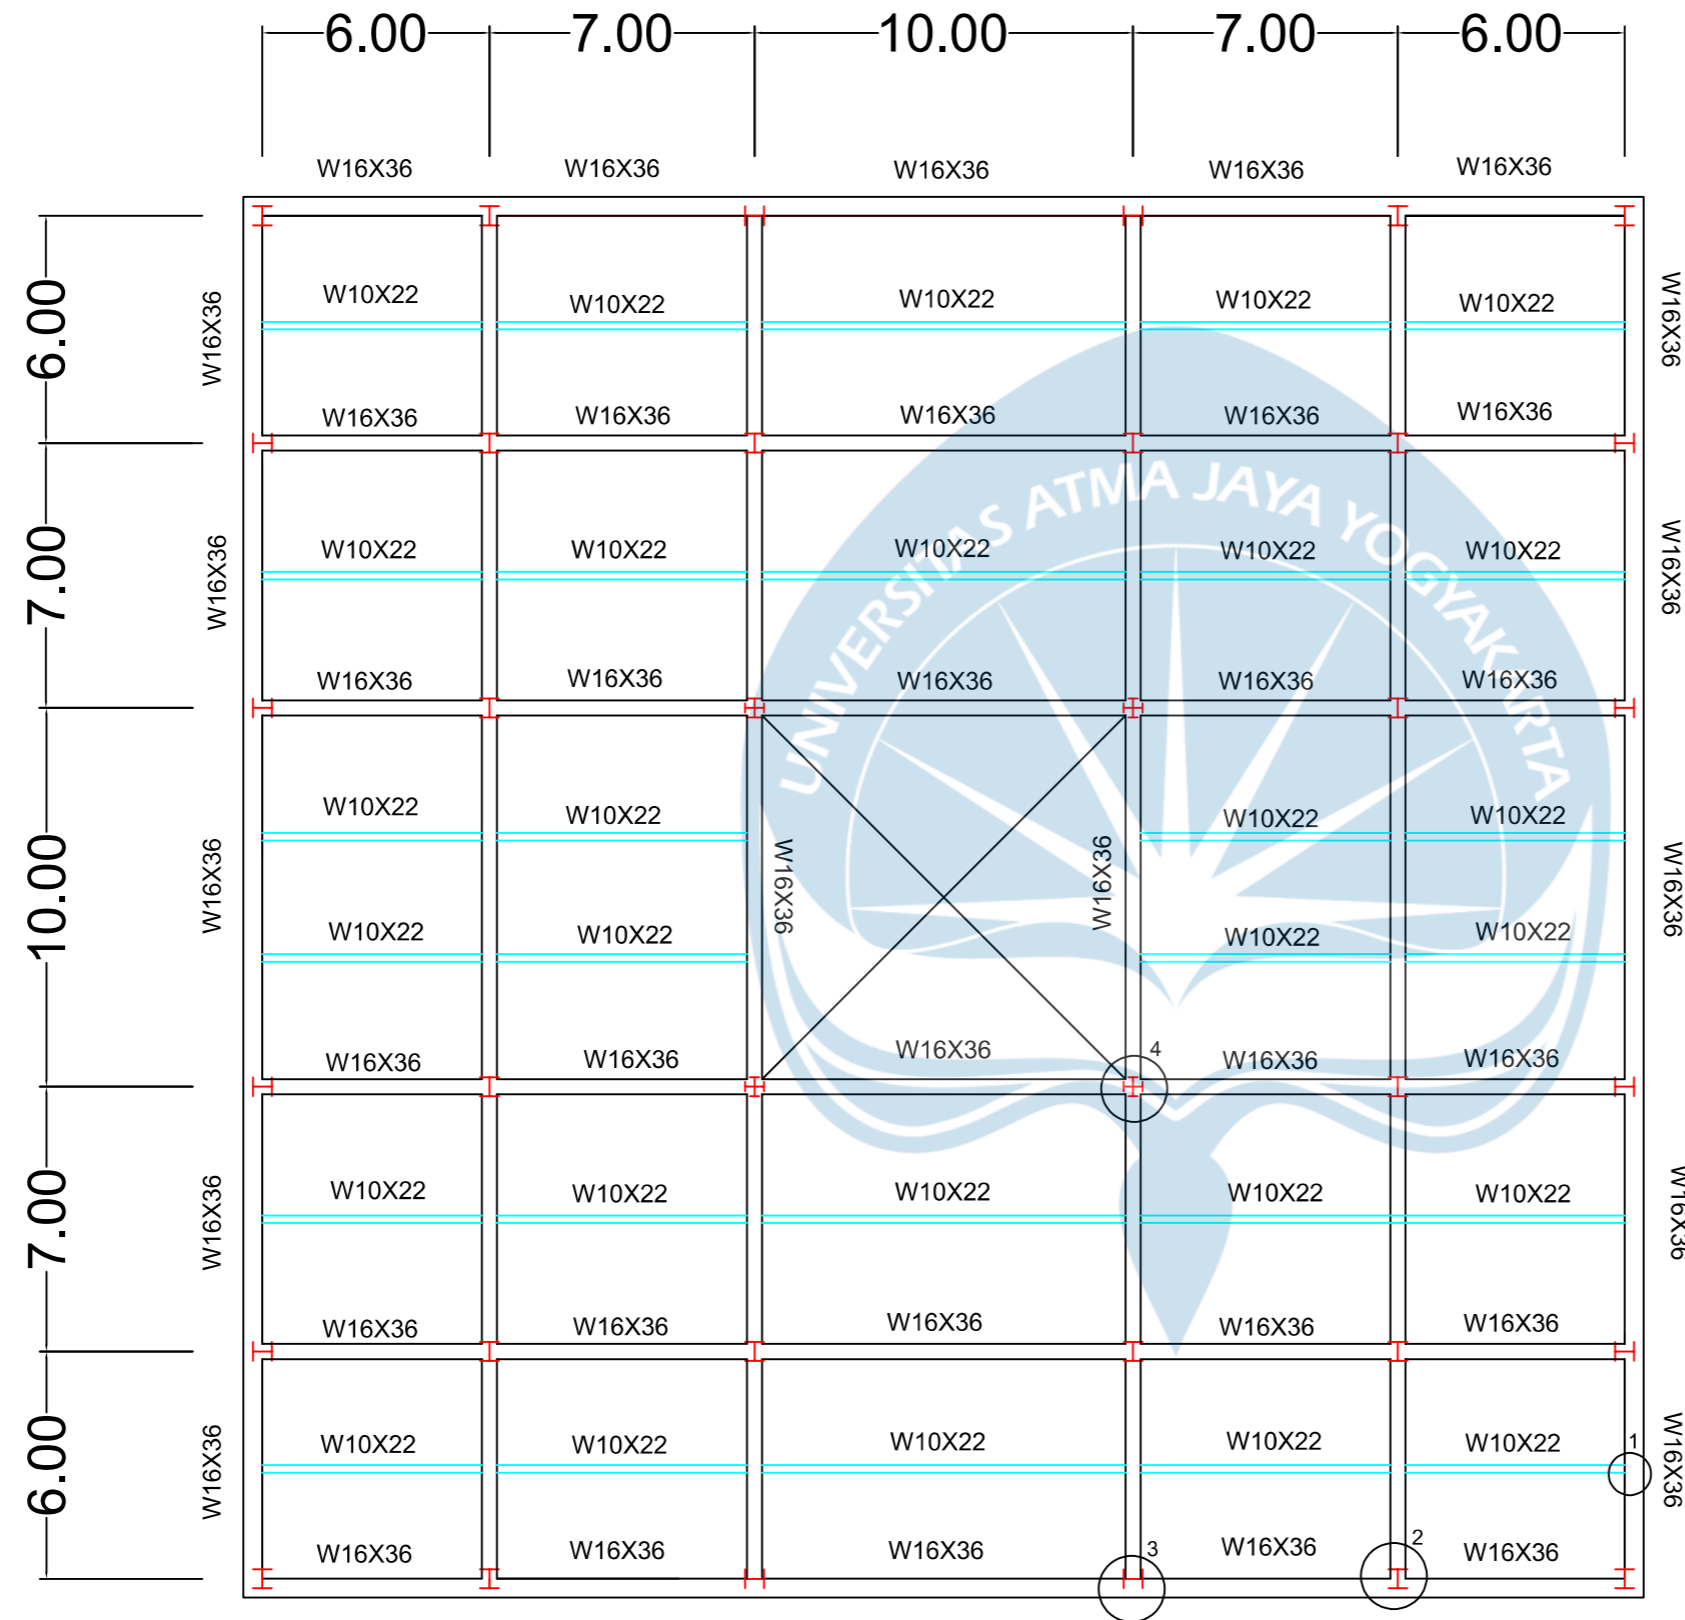 6.00 7.00 10.00 7.00 6.00
W16X36 W16X36 W16X36 W16X36 W16X36
6.00
W16X36
W10X22 W10X22 W10X22 W10X22 W10X22
W16X36
W16X36 W16X36 W16X36 W16X36 W16X36
UNIVERSITAS ATMA JAYA YOGYAKARTA
7.00
W16X36
W10X22 W10X22 W10X22 W10X22 W10X22
W16X36
W16X36 W16X36 W16X36 W16X36 W16X36
10.00
W16X36
W10X22 W10X22 W10X22 W10X22
W16X36 W16X36
W16X36
W10X22 W10X22 W10X22 W10X22
W16X36 W16X36 W16X36 W16X36 W16X36
4
7.00
W16X36
W10X22 W10X22 W10X22 W10X22 W10X22
W16X36
W16X36 W16X36 W16X36 W16X36 W16X36
6.00
W16X36
W10X22 W10X22 W10X22 W10X22 W10X22
1
W16X36
W16X36 W16X36 W16X36 W16X36 W16X36
3 2